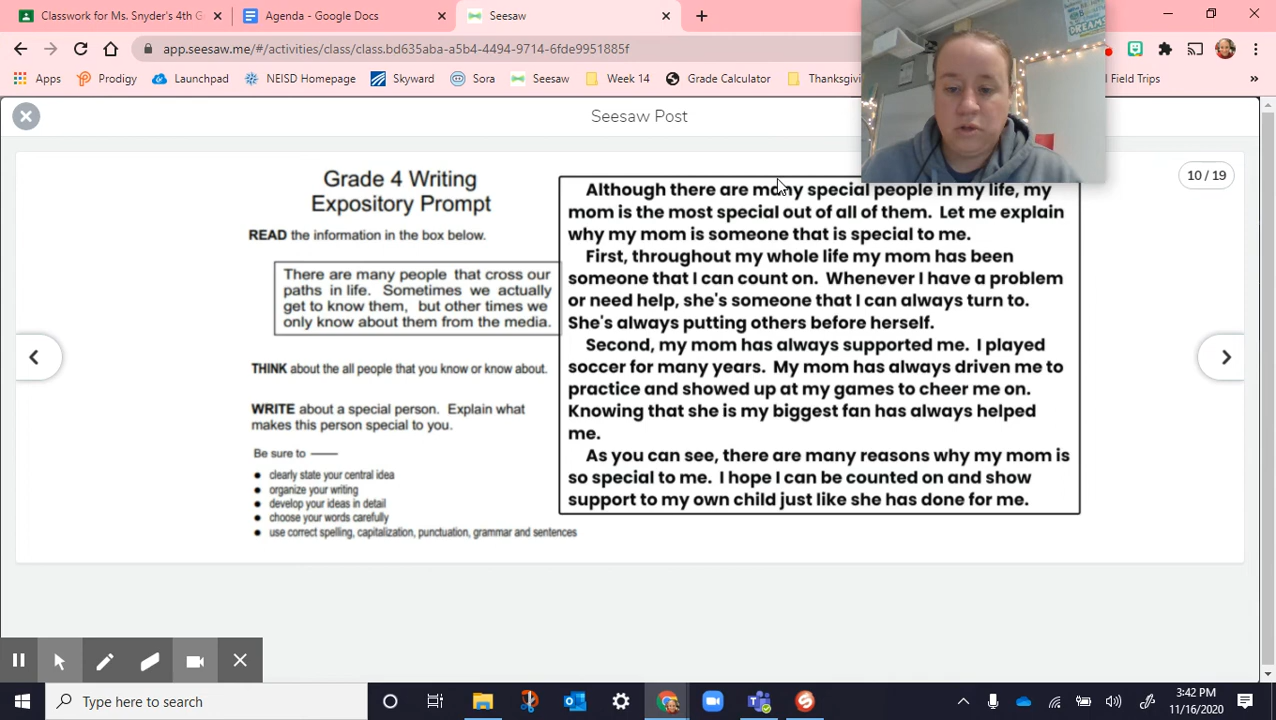 Classwork for Ms. Snyder's 4th G
Agenda - Google Docs
Seesaw
app.seesaw.me/#/activities/class/class.bd635aba-a5b4-4494-9714-6fde9951885f
Apps
Prodigy
Launchpad
NEISD Homepage
Skyward
Sora
Seesaw
Week 14
Grade Calculator
Thanksgivi
l Field Trips
DREAMS
Seesaw Post
10 / 19
Grade 4 Writing
Expository Prompt
READ the information in the box below.
There are many people that cross our
paths in life. Sometimes we actually
get to know them, but other times we
only know about them from the media.
THINK about the all people that you know or know about.
WRITE about a special person. Explain what
makes this person special to you.
Be sure to
• clearly state your central idea
• organize your writing
• develop your ideas in detail
• choose your words carefully
• use correct spelling, capitalization, punctuation, grammar and sentences
Although there are many special people in my life, my
mom is the most special out of all of them. Let me explain
why my mom is someone that is special to me.
First, throughout my whole life my mom has been
someone that I can count on. Whenever I have a problem
or need help, she's someone that I can always turn to.
She's always putting others before herself.
Second, my mom has always supported me. I played
soccer for many years. My mom has always driven me to
practice and showed up at my games to cheer me on.
Knowing that she is my biggest fan has always helped
me.
As you can see, there are many reasons why my mom is
so special to me. I hope I can be counted on and show
support to my own child just like she has done for me.
Type here to search
3:42 PM
11/16/2020